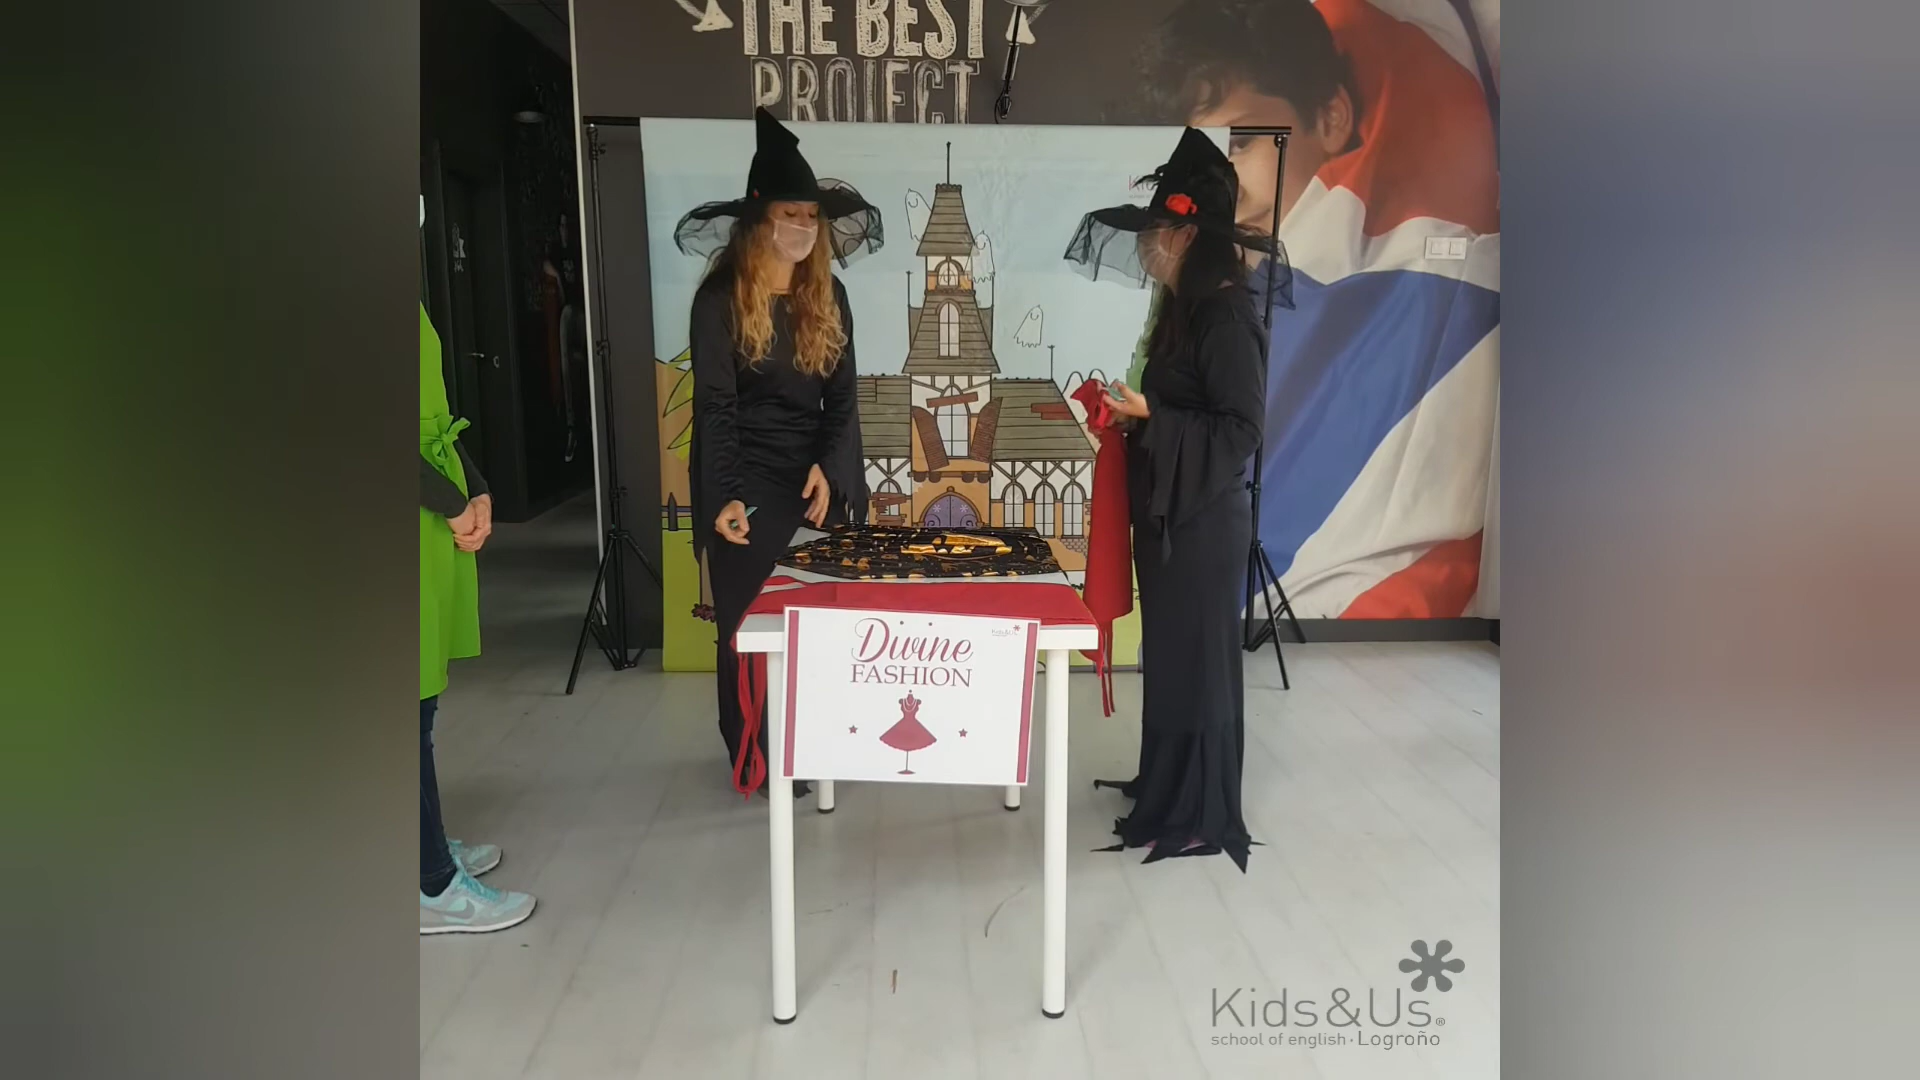 THE BEST
PROJECT
Divine
FASHION
Kids&Us®
school of english · Logroño